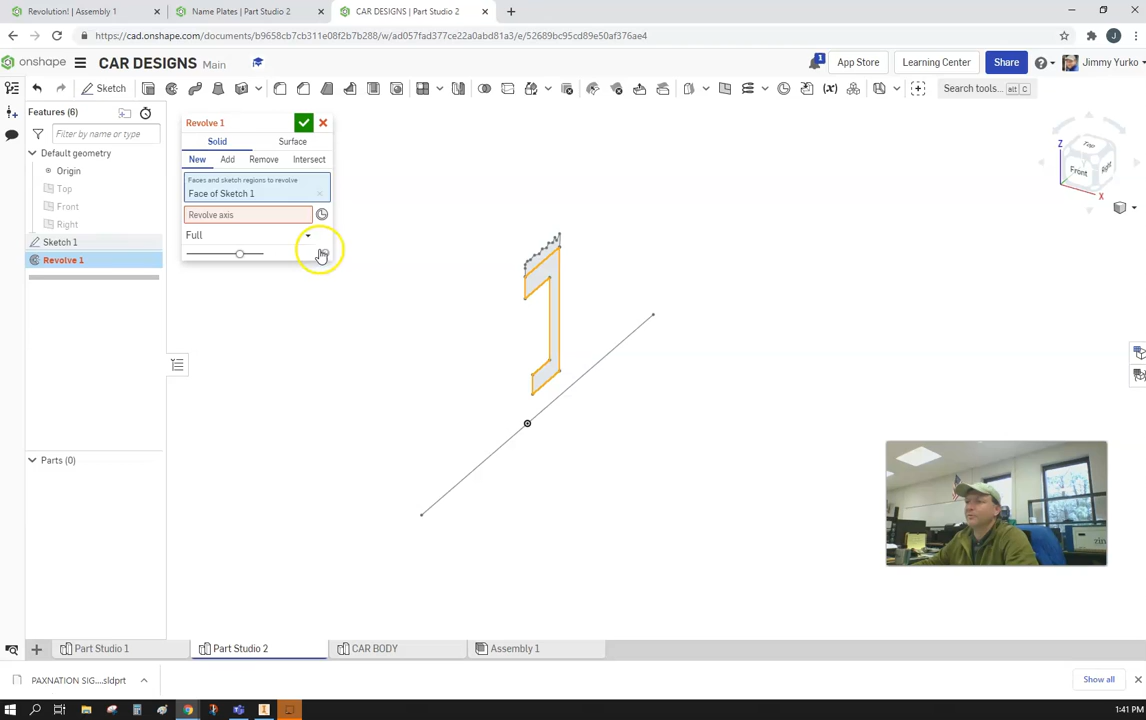 Revolution! | Assembly 1
Name Plates | Part Studio 2
CAR DESIGNS | Part Studio 2
https://cad.onshape.com/documents/b9658c7cb7cb311e08f2b7b288/w/ad057fad377ce22a0abd81a3/e/52689bc95cd89e50af376ae4
onshape
CAR DESIGNS
Main
1
App Store
Learning Center
Share
Jimmy Yurko
J
Sketch
Search tools...
alt C
Features (6)
Filter by name or type
Default geometry
Origin
Top
Front
Right
Sketch 1
Revolve 1
Parts (0)
Revolve 1
Solid
Surface
New
Add
Remove
Intersect
Faces and sketch regions to revolve
Face of Sketch 1
Revolve axis
Full
Z
Top
Front
Right
X
Part Studio 1
Part Studio 2
CAR BODY
Assembly 1
PAXNATION SIG....sldprt
Show all
1:41 PM